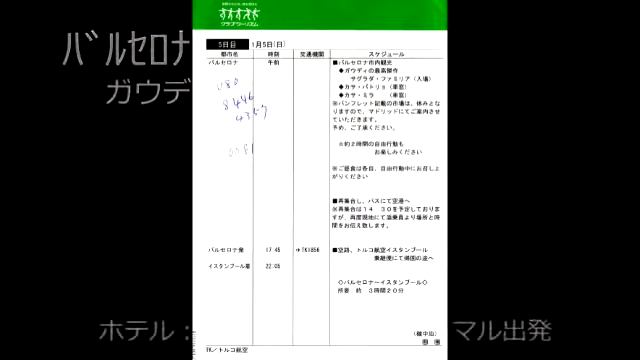 ﾊﾞﾙｾﾛﾅ
ガウデ
クラブツーリズム
5日目 1月5日(日)
都市名 時刻 交通機関 スケジュール
バルセロナ 午前 ■バルセロナ市内観光
◆ガウディの最高傑作
サグラダ・ファミリア(入場)
◆カサ・バトリョ(車窓)
◆カサ・ミラ(車窓)
※パンフレット記載の市場は、休みとな
りますので、マドリッドにてご案内させ
ていただきます。
予め、ご了承ください。
080
8446
4357
0081
☆約2時間の自由行動も
お楽しみください
※ご昼食は各自、自由行動中にお召し上
がりください
■再集合し、バスにて空港へ
※再集合は14:30を予定しておりま
すが、再度現地にて添乗員より場所と時
間をお伝え致します。
バルセロナ発 17:45 ✈TK1856 ■空路、トルコ航空イスタンブール
乗継便にて帰国の途へ
イスタンブール着 22:05
◇バルセロナ～イスタンブール◇
所要 約 3時間20分
(機中泊)
TK/トルコ航空
ホテル:
マル出発